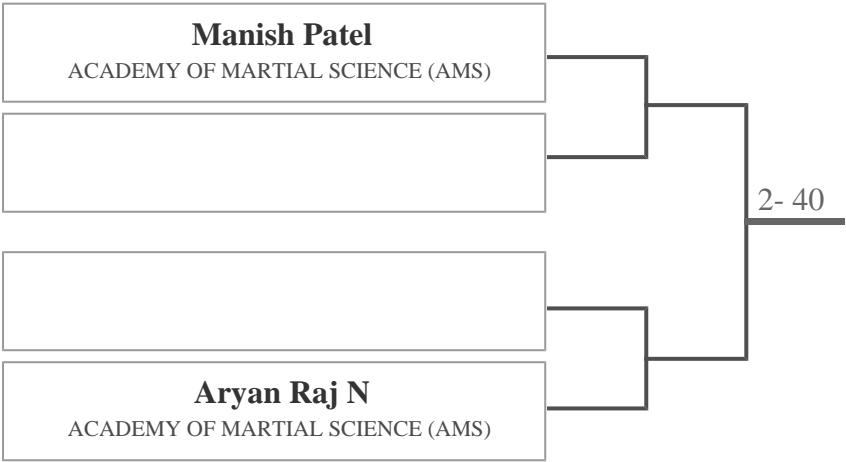 Manish Patel
ACADEMY OF MARTIAL SCIENCE (AMS)
2- 40
Aryan Raj N
ACADEMY OF MARTIAL SCIENCE (AMS)